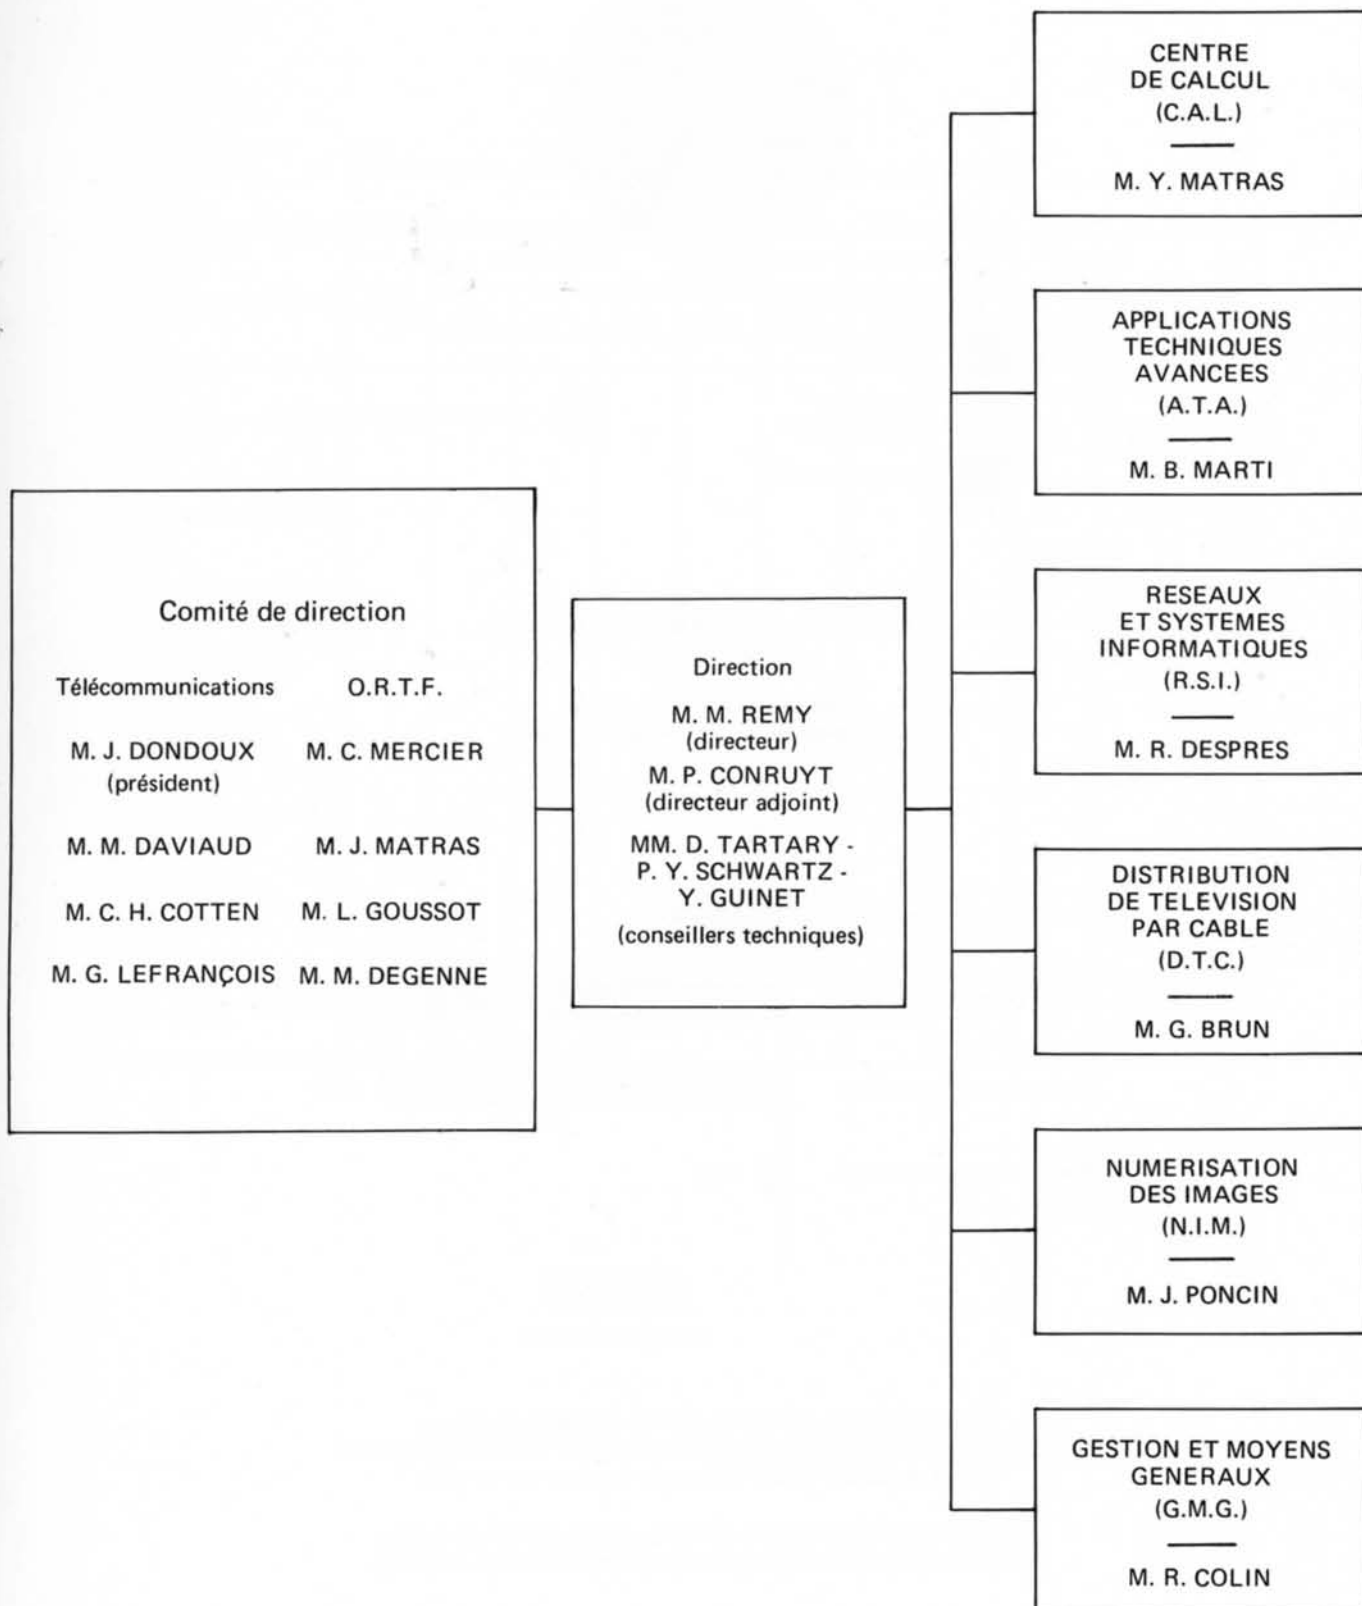 Comité de direction
Télécommunications O.R.T.F.
M. J. DONDOUX M. C. MERCIER
(président)
M. M. DAVIAUD M. J. MATRAS
M. C. H. COTTEN M. L. GOUSSOT
M. G. LEFRANÇOIS M. M. DEGENNE
Direction
M. M. REMY
(directeur)
M. P. CONRUYT
(directeur adjoint)
MM. D. TARTARY -
P. Y. SCHWARTZ -
Y. GUINET
(conseillers techniques)
CENTRE
DE CALCUL
(C.A.L.)
M. Y. MATRAS
APPLICATIONS
TECHNIQUES
AVANCEES
(A.T.A.)
M. B. MARTI
RESEAUX
ET SYSTEMES
INFORMATIQUES
(R.S.I.)
M. R. DESPRES
DISTRIBUTION
DE TELEVISION
PAR CABLE
(D.T.C.)
M. G. BRUN
NUMERISATION
DES IMAGES
(N.I.M.)
M. J. PONCIN
GESTION ET MOYENS
GENERAUX
(G.M.G.)
M. R. COLIN